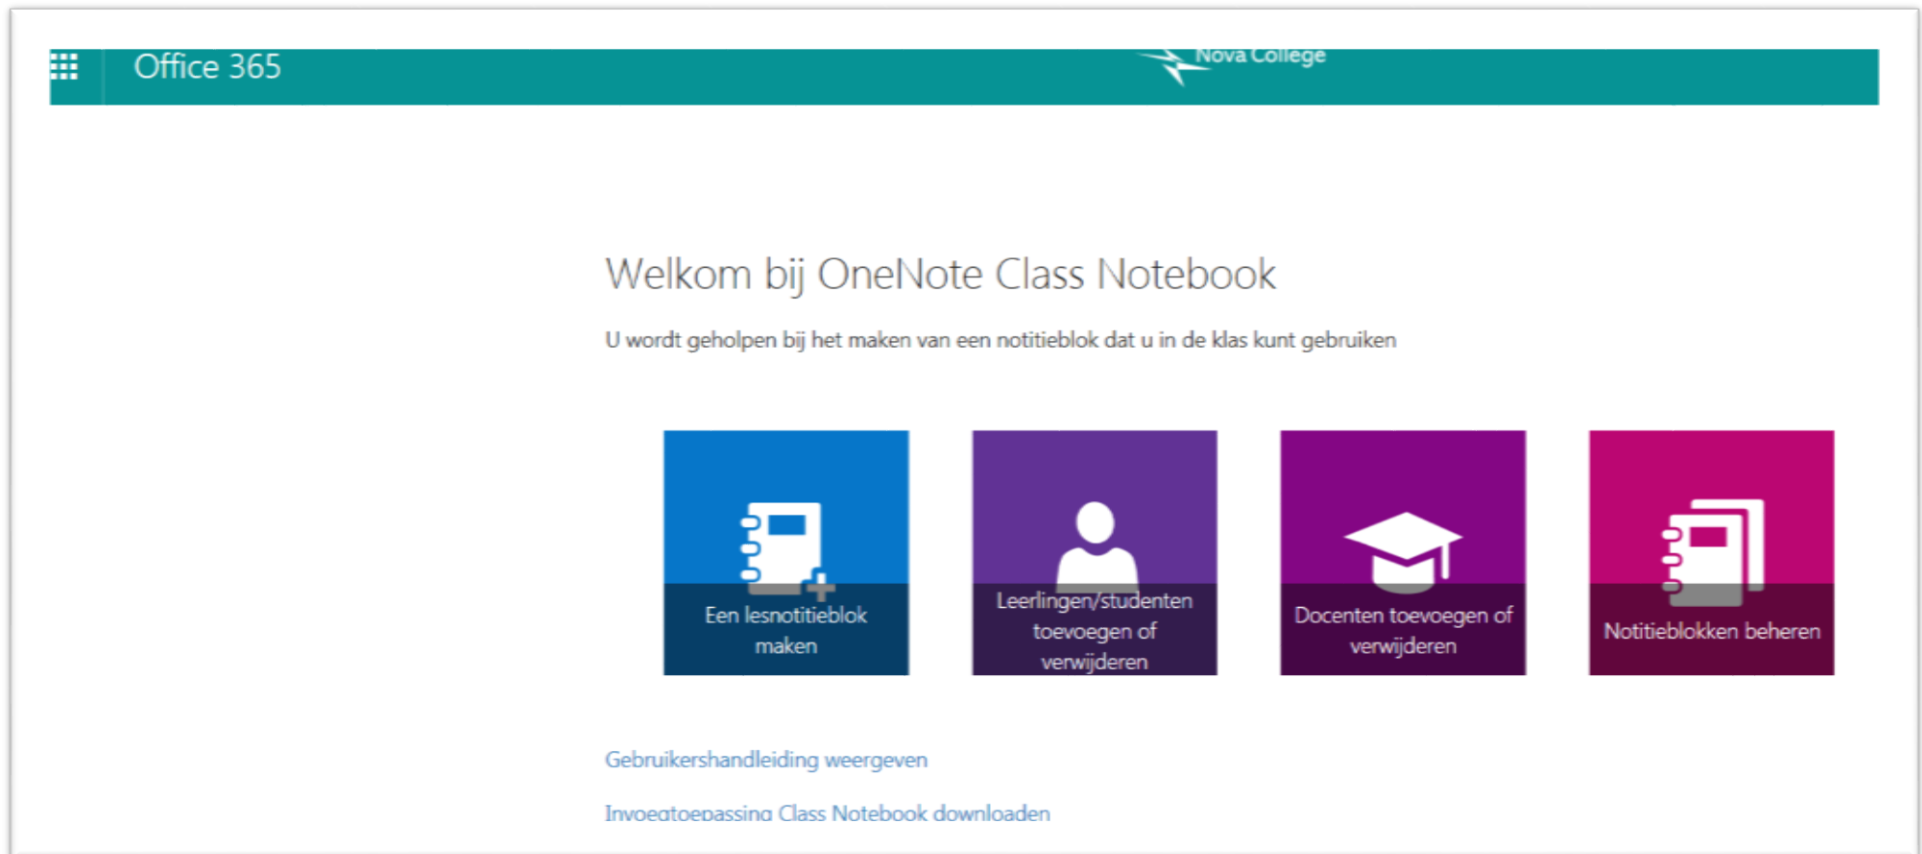 Office 365
Nova College
Welkom bij OneNote Class Notebook
U wordt geholpen bij het maken van een notitieblok dat u in de klas kunt gebruiken
Een lesnotitieblok
maken
Leerlingen/studenten
toevoegen of
verwijderen
Docenten toevoegen of
verwijderen
Notitieblokken beheren
Gebruikershandleiding weergeven
Invoegtoepassing Class Notebook downloaden